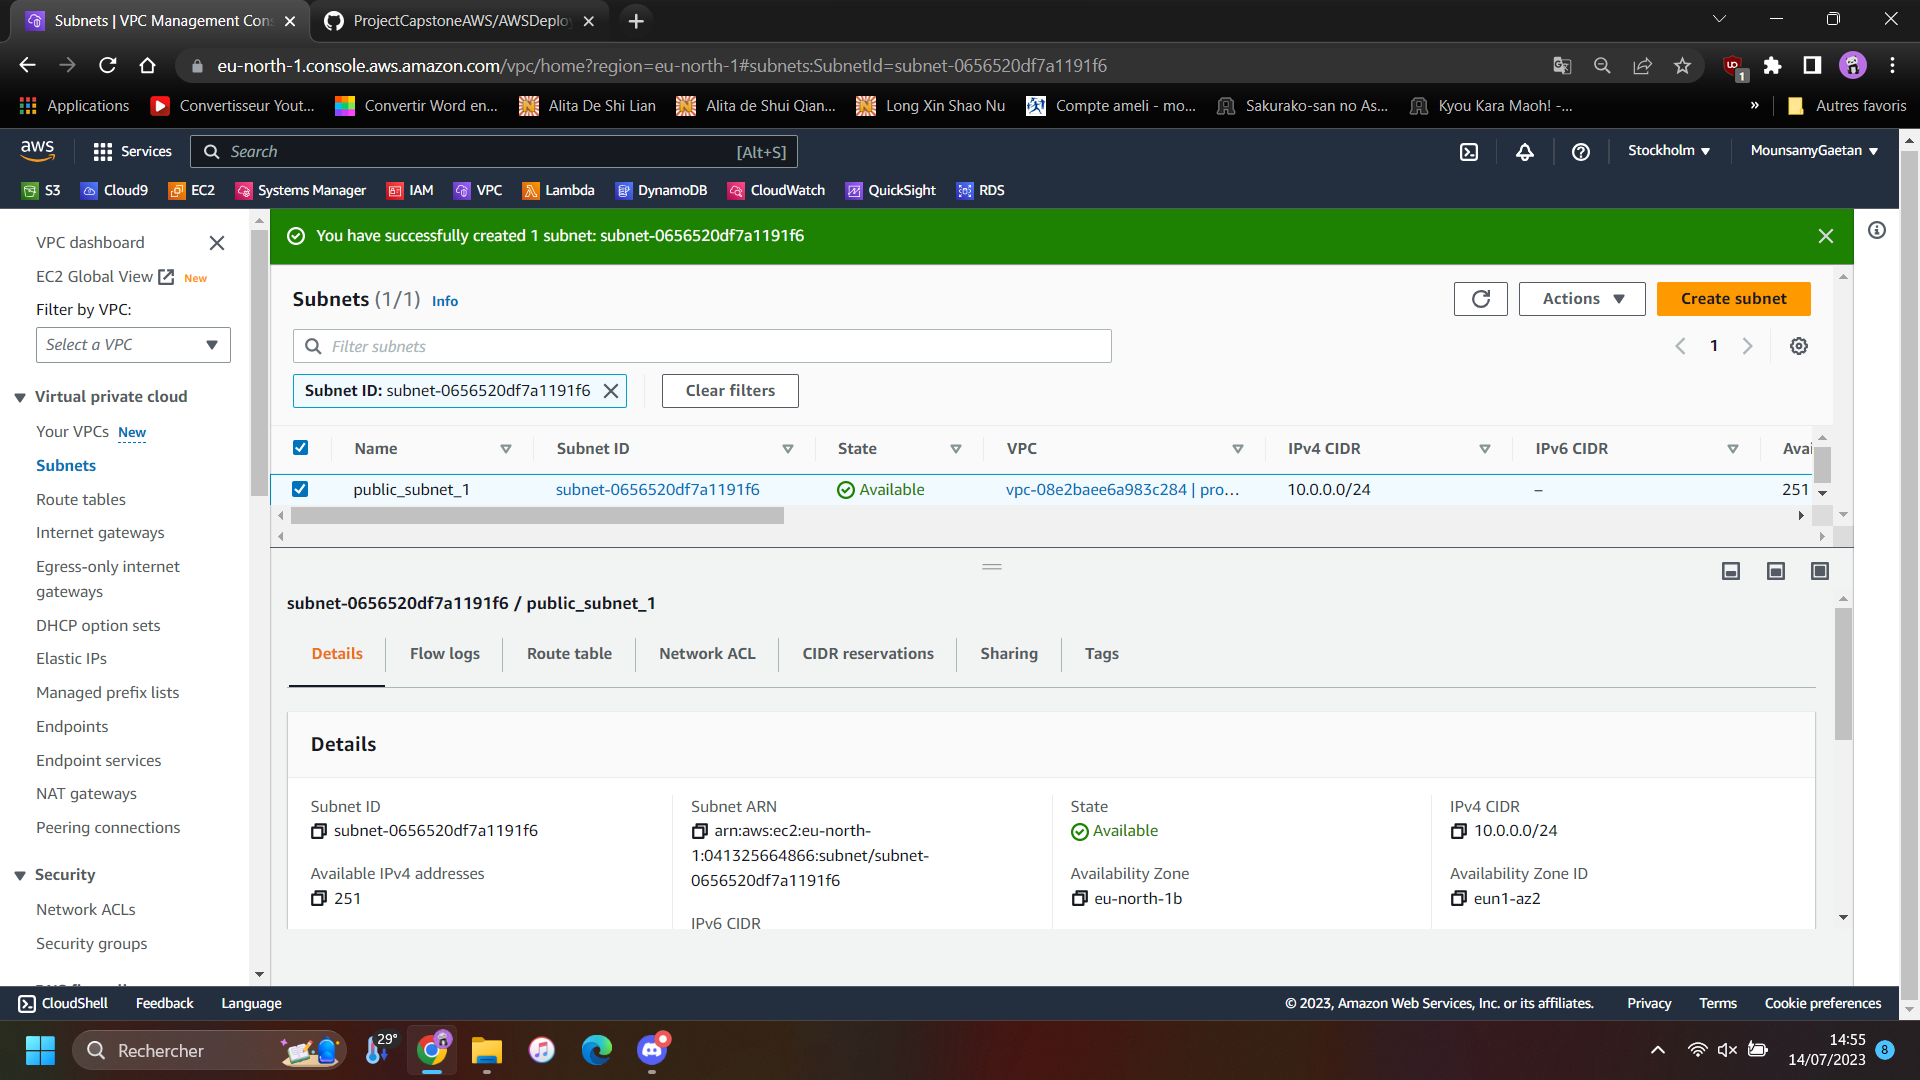 Subnets | VPC Management Cons
ProjectCapstoneAWS/AWSDeploy
eu-north-1.console.aws.amazon.com/vpc/home?region=eu-north-1#subnets:SubnetId=subnet-0656520df7a1191f6
1
Applications
Convertisseur Yout...
Convertir Word en...
Alita De Shi Lian
Alita de Shui Qian...
Long Xin Shao Nu
Compte ameli - mo...
Sakurako-san no As...
Kyou Kara Maoh! -...
»
Autres favoris
aws
Services
Search
[Alt+S]
Stockholm
MounsamyGaetan
S3
Cloud9
EC2
Systems Manager
IAM
VPC
Lambda
DynamoDB
CloudWatch
QuickSight
RDS
You have successfully created 1 subnet: subnet-0656520df7a1191f6
VPC dashboard
EC2 Global View
New
Filter by VPC:
Select a VPC
Virtual private cloud
Your VPCs New
Subnets
Route tables
Internet gateways
Egress-only internet
gateways
DHCP option sets
Elastic IPs
Managed prefix lists
Endpoints
Endpoint services
NAT gateways
Peering connections
Security
Network ACLs
Security groups
Subnets (1/1) Info
Actions
Create subnet
Filter subnets
1
Subnet ID: subnet-0656520df7a1191f6
Clear filters
Name
Subnet ID
State
VPC
IPv4 CIDR
IPv6 CIDR
Avai
public_subnet_1
subnet-0656520df7a1191f6
Available
vpc-08e2baee6a983c284 | pro...
10.0.0.0/24
–
251
subnet-0656520df7a1191f6 / public_subnet_1
Details
Flow logs
Route table
Network ACL
CIDR reservations
Sharing
Tags
Details
Subnet ID
subnet-0656520df7a1191f6
Available IPv4 addresses
251
Subnet ARN
arn:aws:ec2:eu-north-
1:041325664866:subnet/subnet-
0656520df7a1191f6
IPv6 CIDR
State
Available
Availability Zone
eu-north-1b
IPv4 CIDR
10.0.0.0/24
Availability Zone ID
eun1-az2
CloudShell
Feedback
Language
© 2023, Amazon Web Services, Inc. or its affiliates.
Privacy
Terms
Cookie preferences
Rechercher
29°
14:55
14/07/2023
8